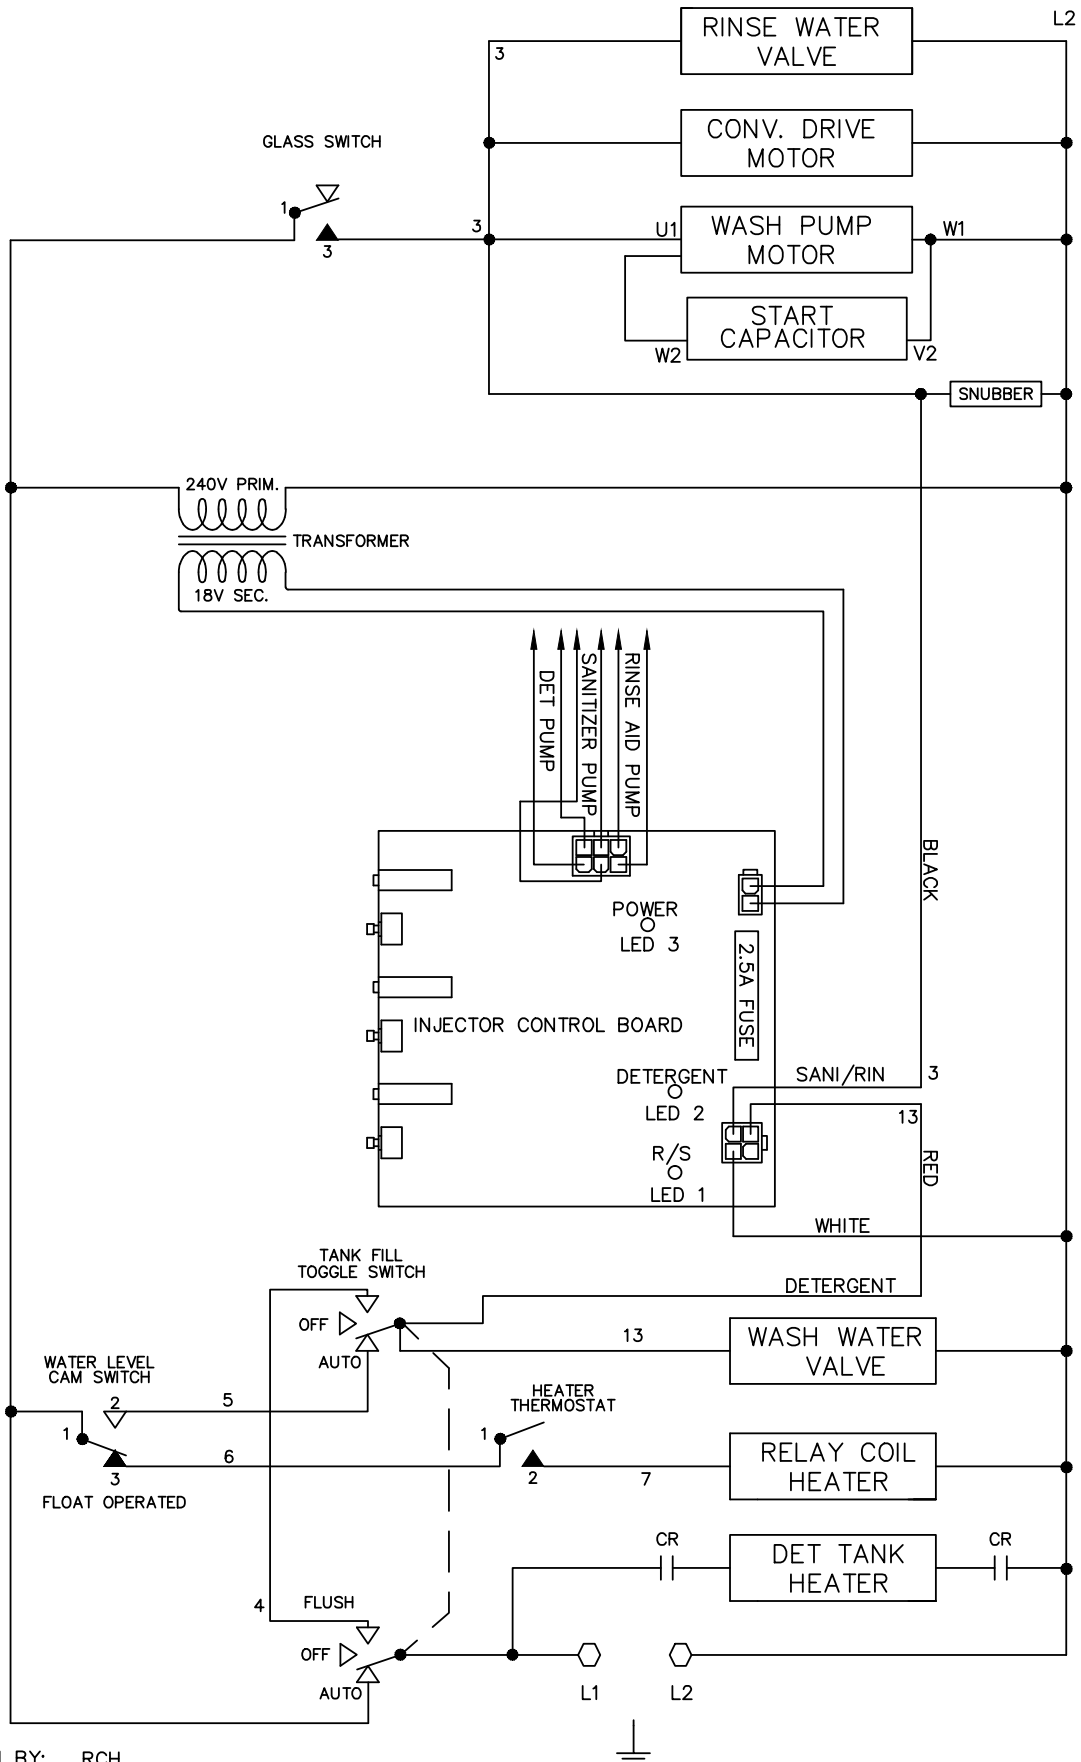 L2
RINSE WATER
VALVE
3
CONV. DRIVE
MOTOR
GLASS SWITCH
1
3
3
U1
WASH PUMP
MOTOR
W1
START
CAPACITOR
W2
V2
SNUBBER
240V PRIM.
TRANSFORMER
18V SEC.
DET PUMP
SANITIZER PUMP
RINSE AID PUMP
BLACK
POWER
LED 3
2.5A FUSE
INJECTOR CONTROL BOARD
DETERGENT
LED 2
SANI/RIN
3
13
R/S
LED 1
RED
WHITE
TANK FILL
TOGGLE SWITCH
DETERGENT
OFF
AUTO
13
WASH WATER
VALVE
WATER LEVEL
CAM SWITCH
2
5
1
HEATER
THERMOSTAT
1
6
3
2
7
RELAY COIL
HEATER
FLOAT OPERATED
CR
DET TANK
HEATER
CR
4
FLUSH
OFF
AUTO
L1
L2
BY: RCH